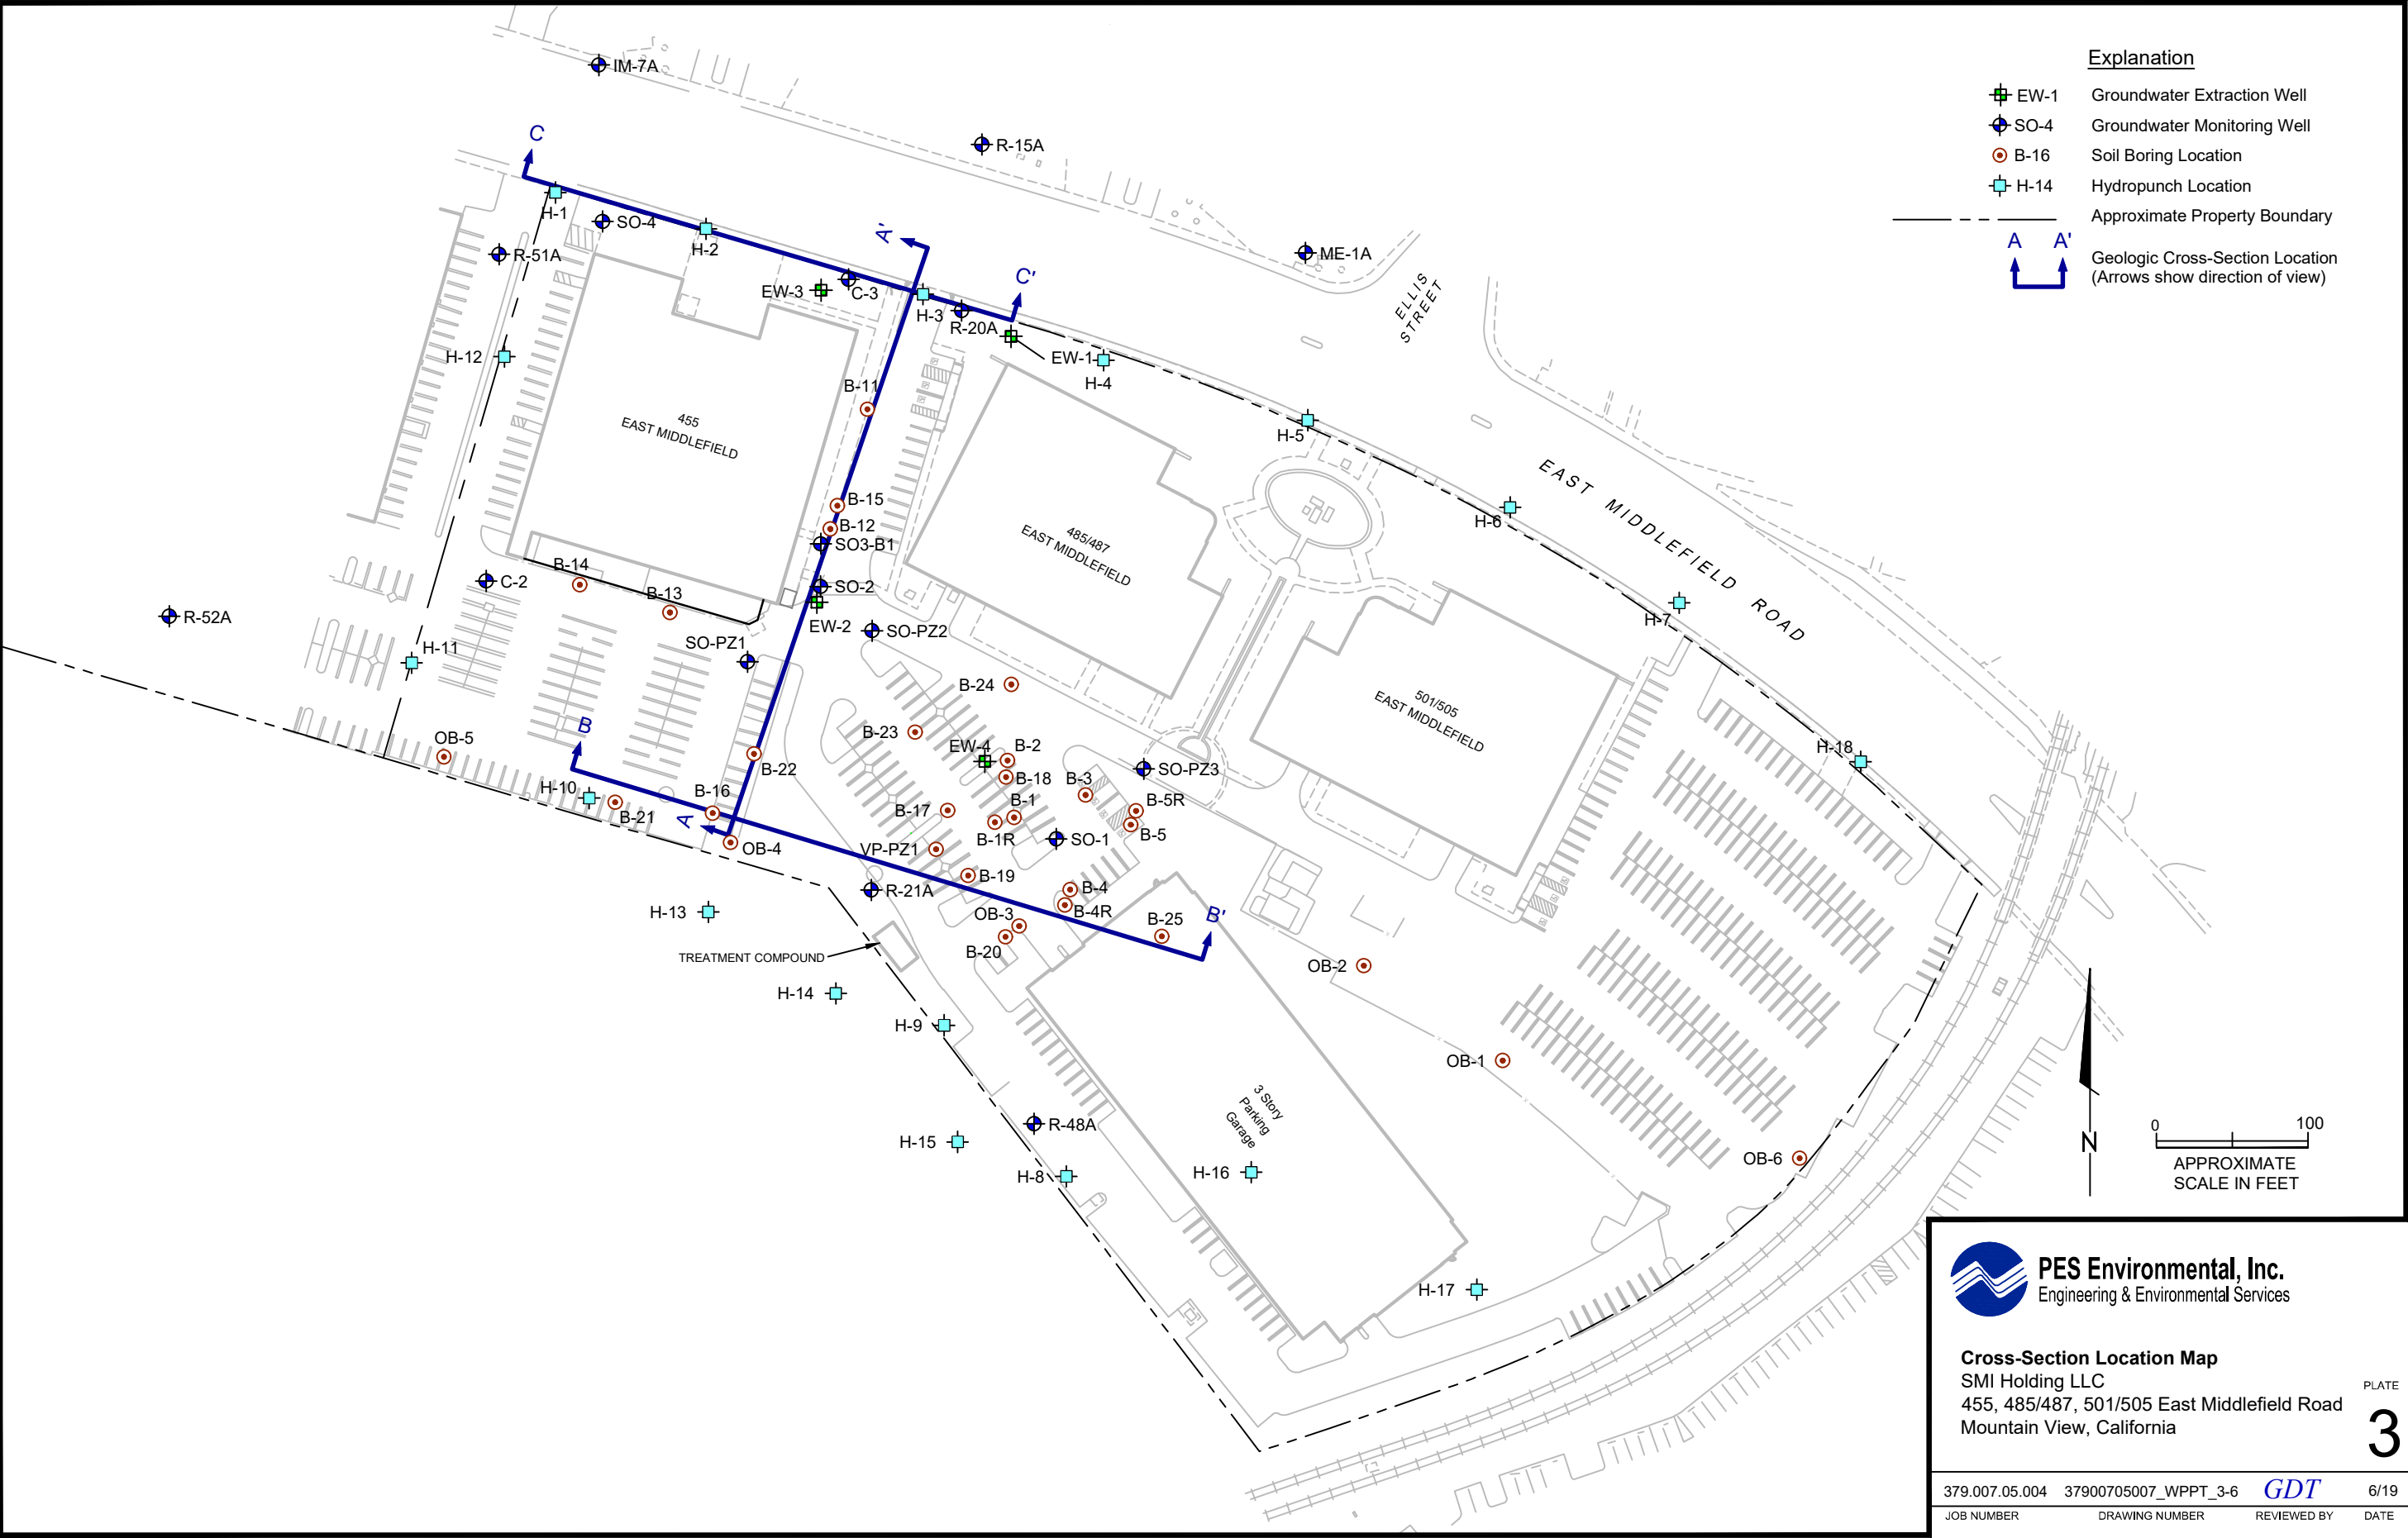 Explanation
EW-1 Groundwater Extraction Well
SO-4 Groundwater Monitoring Well
B-16 Soil Boring Location
H-14 Hydropunch Location
Approximate Property Boundary
A A' Geologic Cross-Section Location
(Arrows show direction of view)
IM-7A
R-15A
C
H-1
SO-4
H-2
R-51A
A'
ME-1A
C'
EW-3
C-3
H-3
R-20A
ELLIS
STREET
H-12
EW-1
H-4
B-11
455
EAST MIDDLEFIELD
H-5
EAST MIDDLEFIELD ROAD
B-15
B-12
SO3-B1
H-6
485/487
EAST MIDDLEFIELD
B-14
C-2
B-13
SO-2
R-52A
EW-2
SO-PZ2
H-7
H-11
SO-PZ1
B-24
501/505
EAST MIDDLEFIELD
B
OB-5
B-23
EW-4
B-2
H-18
B-22
B-18
B-3
SO-PZ3
H-10
B-16
B-21
A
B-17
B-1
B-5R
B-5
OB-4
B-1R
SO-1
VP-PZ1
B-19
R-21A
B-4
H-13
OB-3
B-4R
B-25
B'
B-20
TREATMENT COMPOUND
OB-2
H-14
H-9
OB-1
3 Story
Parking
Garage
R-48A
H-15
H-8
H-16
OB-6
H-17
N
0 100
APPROXIMATE
SCALE IN FEET
PES Environmental, Inc.
Engineering & Environmental Services
Cross-Section Location Map
SMI Holding LLC
455, 485/487, 501/505 East Middlefield Road
Mountain View, California
PLATE
3
379.007.05.004 37900705007_WPPT_3-6 GDT 6/19
JOB NUMBER DRAWING NUMBER REVIEWED BY DATE